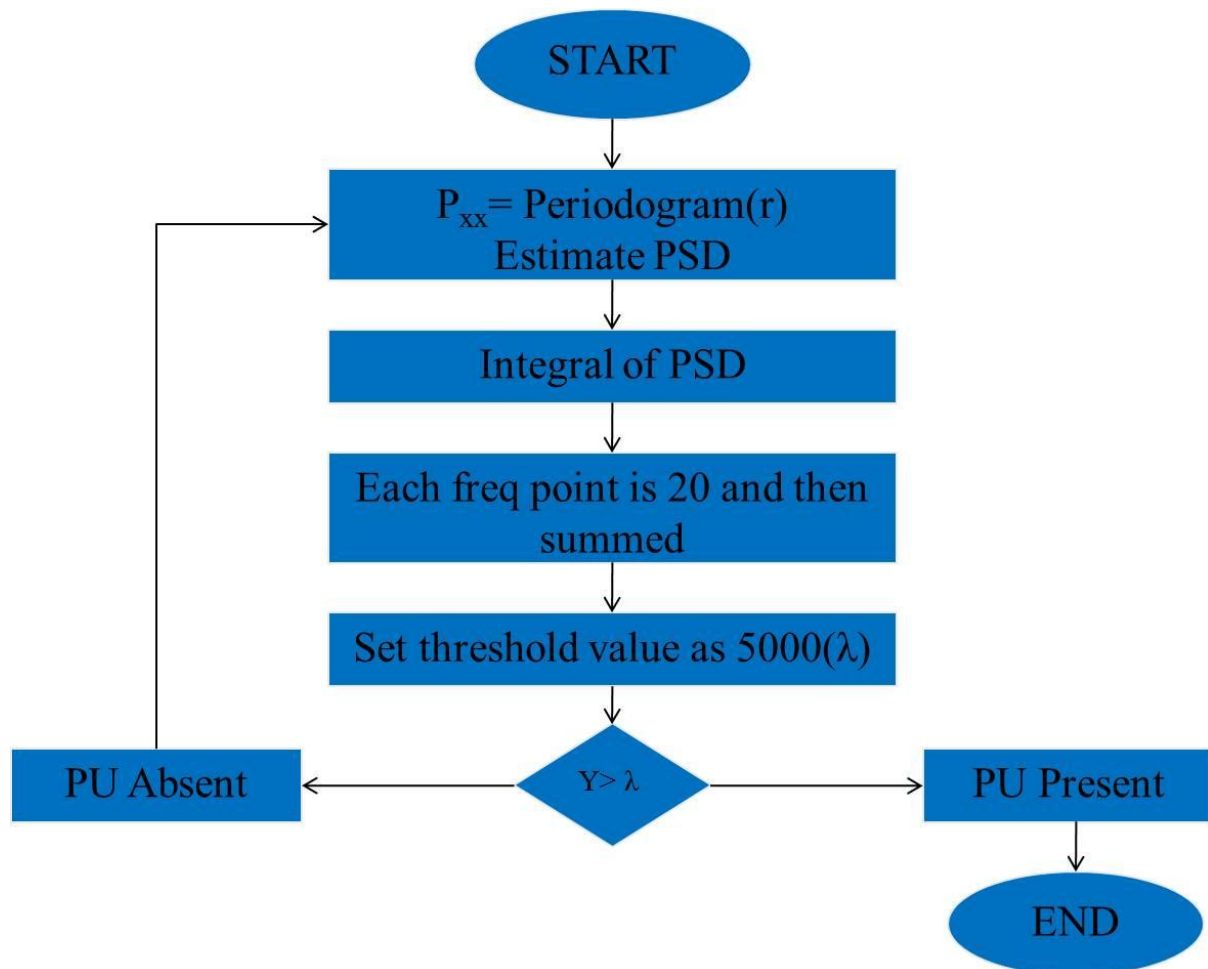 START
Pxx= Periodogram(r)
Estimate PSD
Integral of PSD
Each freq point is 20 and then
summed
Set threshold value as 5000(λ)
Y> λ
PU Absent
PU Present
END